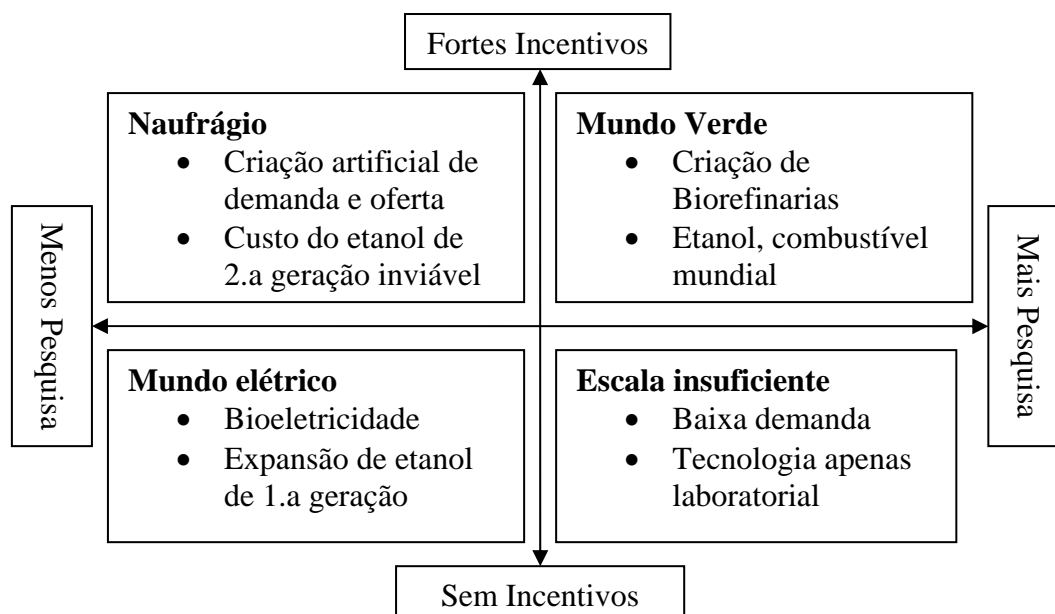 Fortes Incentivos
Naufrágio
• Criação artificial de
demanda e oferta
• Custo do etanol de
2.a geração inviável
Mundo Verde
• Criação de
Biorefinarias
• Etanol, combustível
mundial
Menos Pesquisa
Mais Pesquisa
Mundo elétrico
• Bioeletricidade
• Expansão de etanol
de 1.a geração
Escala insuficiente
• Baixa demanda
• Tecnologia apenas
laboratorial
Sem Incentivos